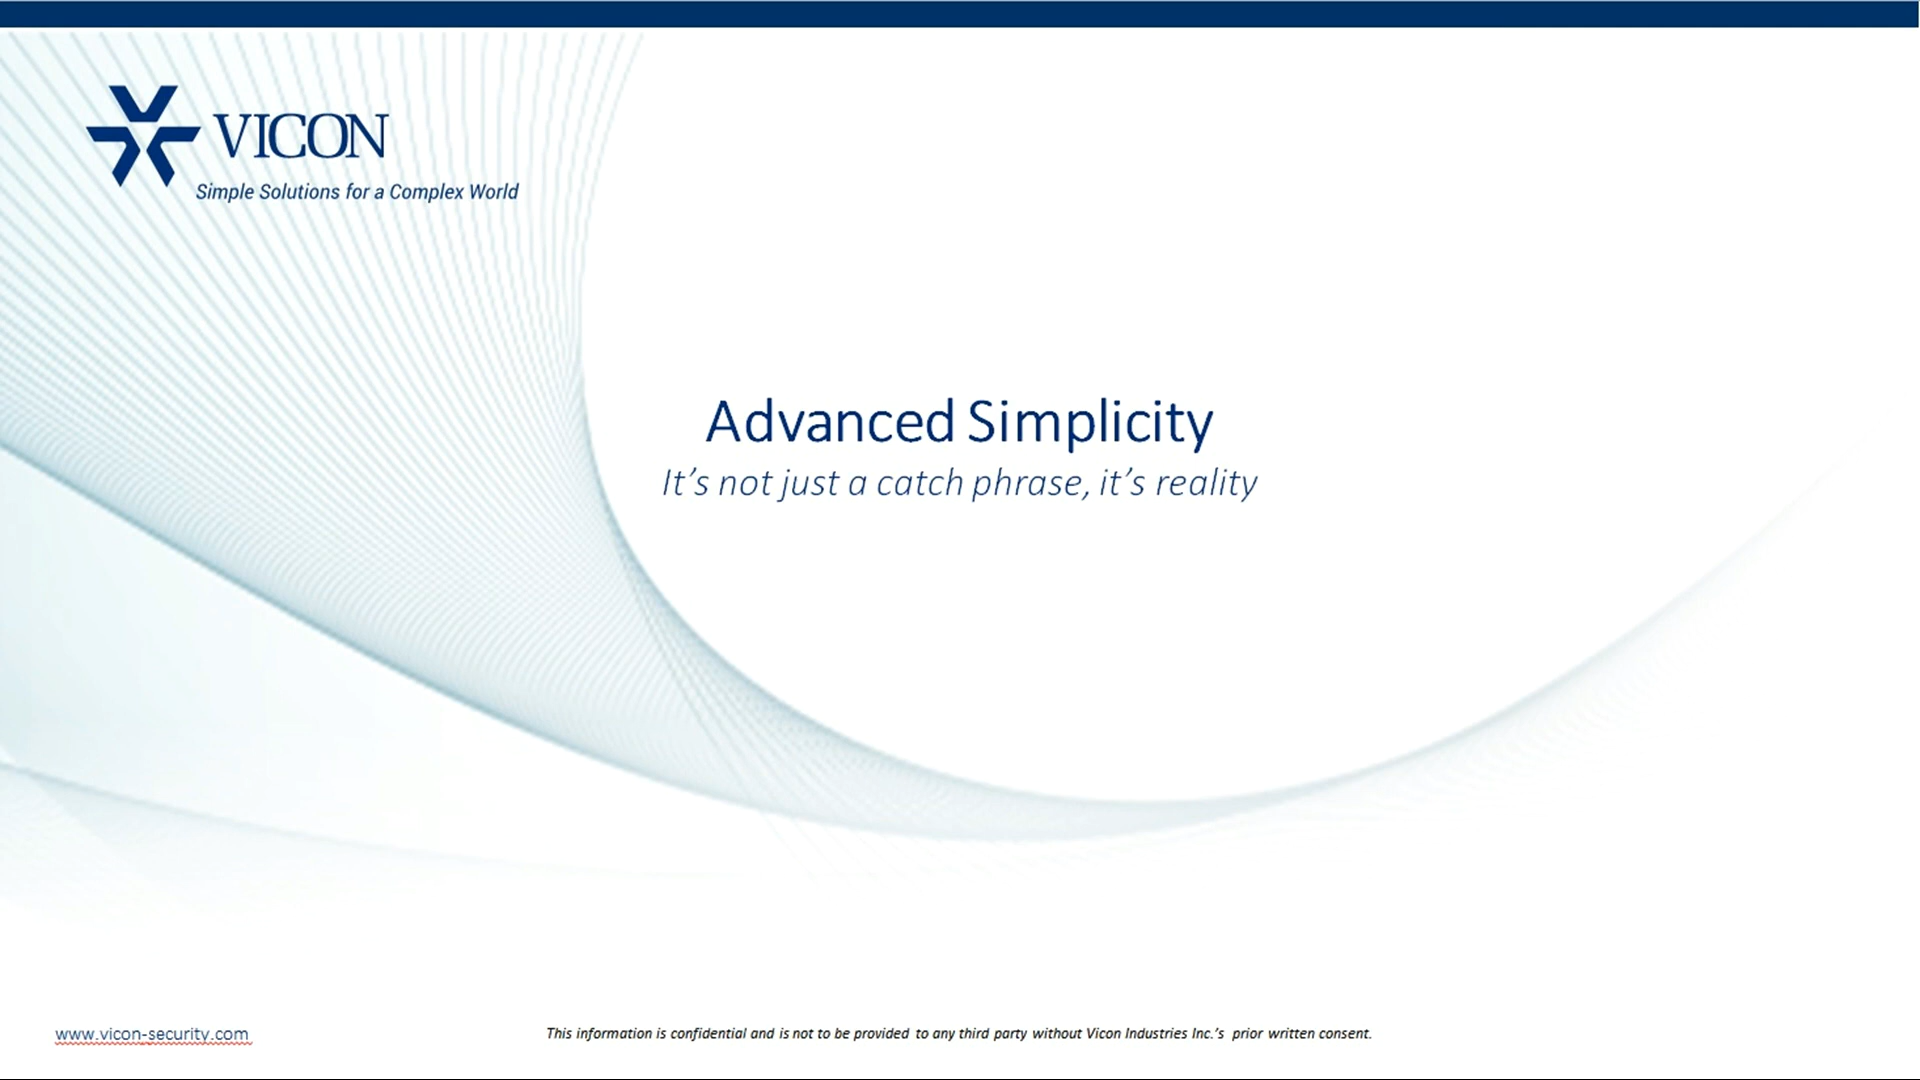 VICON
Simple Solutions for a Complex World
Advanced Simplicity
It’s not just a catch phrase, it’s reality
www.vicon-security.com
This information is confidential and is not to be provided to any third party without Vicon Industries Inc.’s prior written consent.